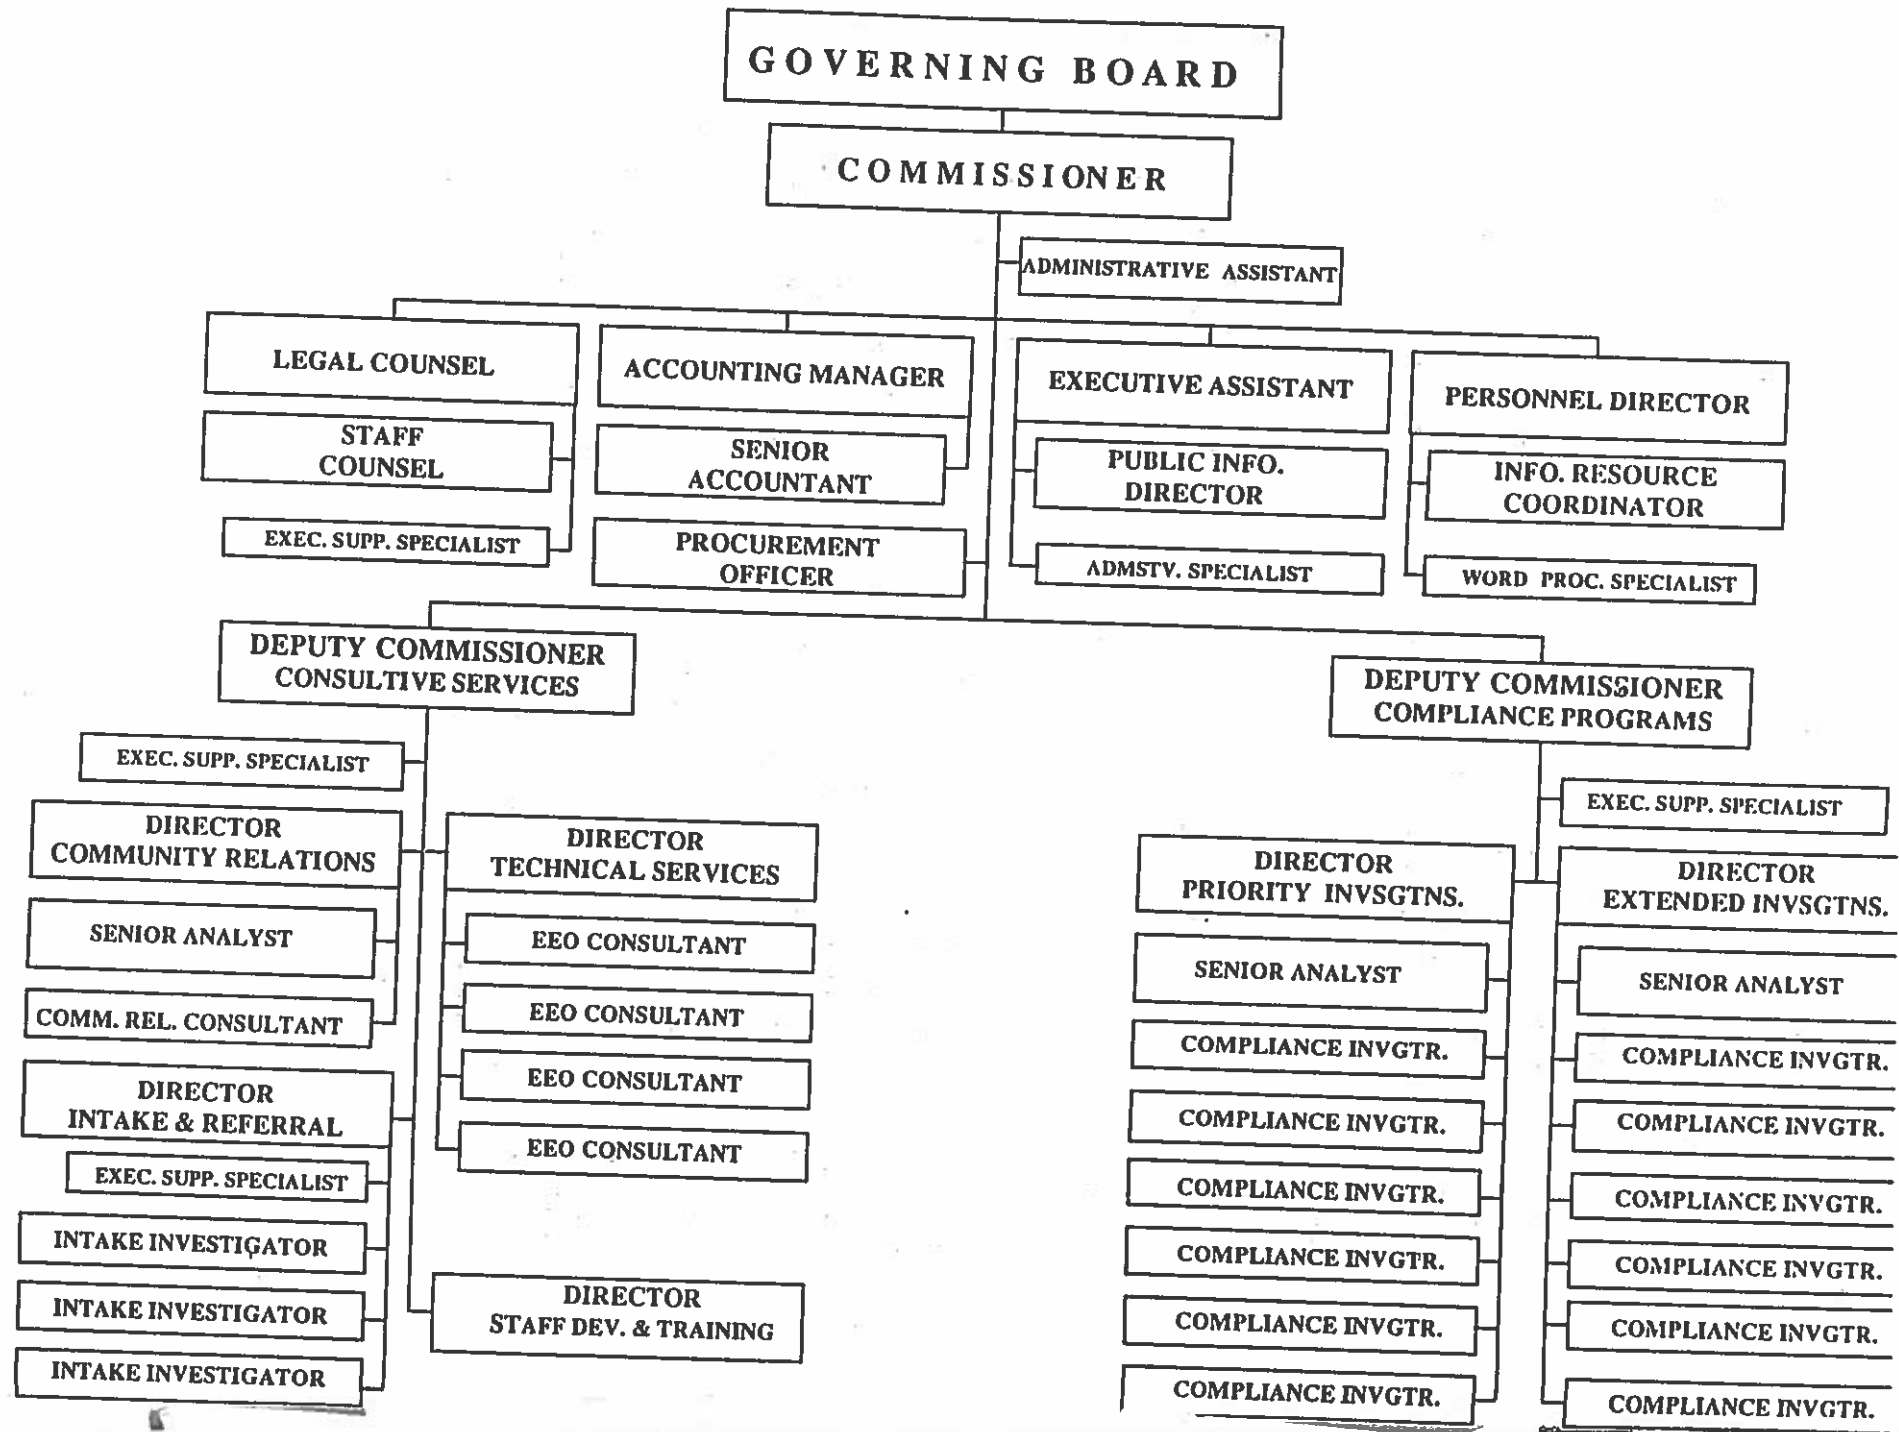 GOVERNING BOARD
COMMISSIONER
ADMINISTRATIVE ASSISTANT
LEGAL COUNSEL
ACCOUNTING MANAGER
EXECUTIVE ASSISTANT
PERSONNEL DIRECTOR
STAFF
COUNSEL
SENIOR
ACCOUNTANT
PUBLIC INFO.
DIRECTOR
INFO. RESOURCE
COORDINATOR
EXEC. SUPP. SPECIALIST
PROCUREMENT
OFFICER
ADMSTV. SPECIALIST
WORD PROC. SPECIALIST
DEPUTY COMMISSIONER
CONSULTIVE SERVICES
DEPUTY COMMISSIONER
COMPLIANCE PROGRAMS
EXEC. SUPP. SPECIALIST
DIRECTOR
COMMUNITY RELATIONS
SENIOR ANALYST
COMM. REL. CONSULTANT
DIRECTOR
INTAKE & REFERRAL
EXEC. SUPP. SPECIALIST
INTAKE INVESTIGATOR
INTAKE INVESTIGATOR
INTAKE INVESTIGATOR
DIRECTOR
TECHNICAL SERVICES
EEO CONSULTANT
EEO CONSULTANT
EEO CONSULTANT
EEO CONSULTANT
DIRECTOR
STAFF DEV. & TRAINING
EXEC. SUPP. SPECIALIST
DIRECTOR
PRIORITY INVSGTNS.
SENIOR ANALYST
COMPLIANCE INVGTR.
COMPLIANCE INVGTR.
COMPLIANCE INVGTR.
COMPLIANCE INVGTR.
COMPLIANCE INVGTR.
COMPLIANCE INVGTR.
DIRECTOR
EXTENDED INVSGTNS.
SENIOR ANALYST
COMPLIANCE INVGTR.
COMPLIANCE INVGTR.
COMPLIANCE INVGTR.
COMPLIANCE INVGTR.
COMPLIANCE INVGTR.
COMPLIANCE INVGTR.